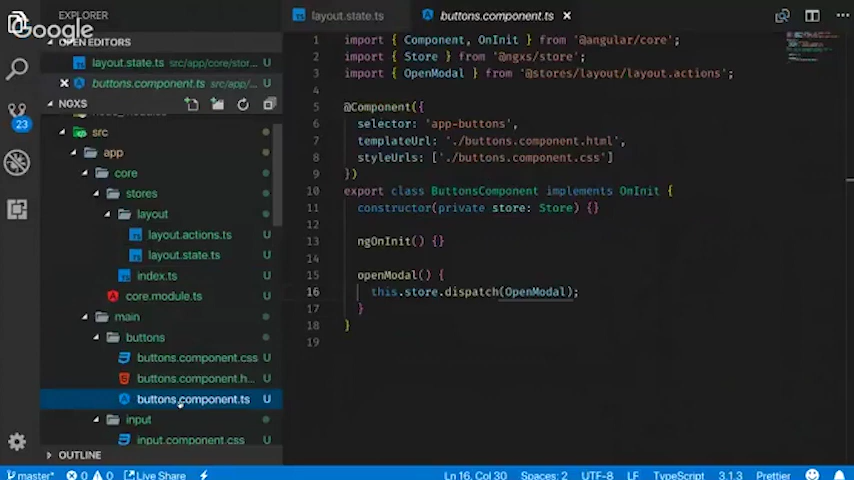 EXPLORER
Google
OPEN EDITORS
layout.state.ts src/app/core/stor... U
buttons.component.ts src/app/... U
NGXS
src
app
core
stores
layout
layout.actions.ts U
layout.state.ts U
index.ts U
core.module.ts U
main
buttons
buttons.component.css U
buttons.component.h... U
buttons.component.ts U
input
input.component.css U
OUTLINE
23
layout.state.ts
buttons.component.ts
1 import { Component, OnInit } from '@angular/core';
2 import { Store } from '@ngxs/store';
3 import { OpenModal } from '@stores/layout/layout.actions';
4
5 @Component({
6 selector: 'app-buttons',
7 templateUrl: './buttons.component.html',
8 styleUrls: ['./buttons.component.css']
9 })
10 export class ButtonsComponent implements OnInit {
11 constructor(private store: Store) {}
12
13 ngOnInit() {}
14
15 openModal() {
16 this.store.dispatch(OpenModal);
17 }
18 }
19
master* 0 0 Live Share Ln 16, Col 30 Spaces: 2 UTF-8 LF TypeScript 3.1.3 Prettier